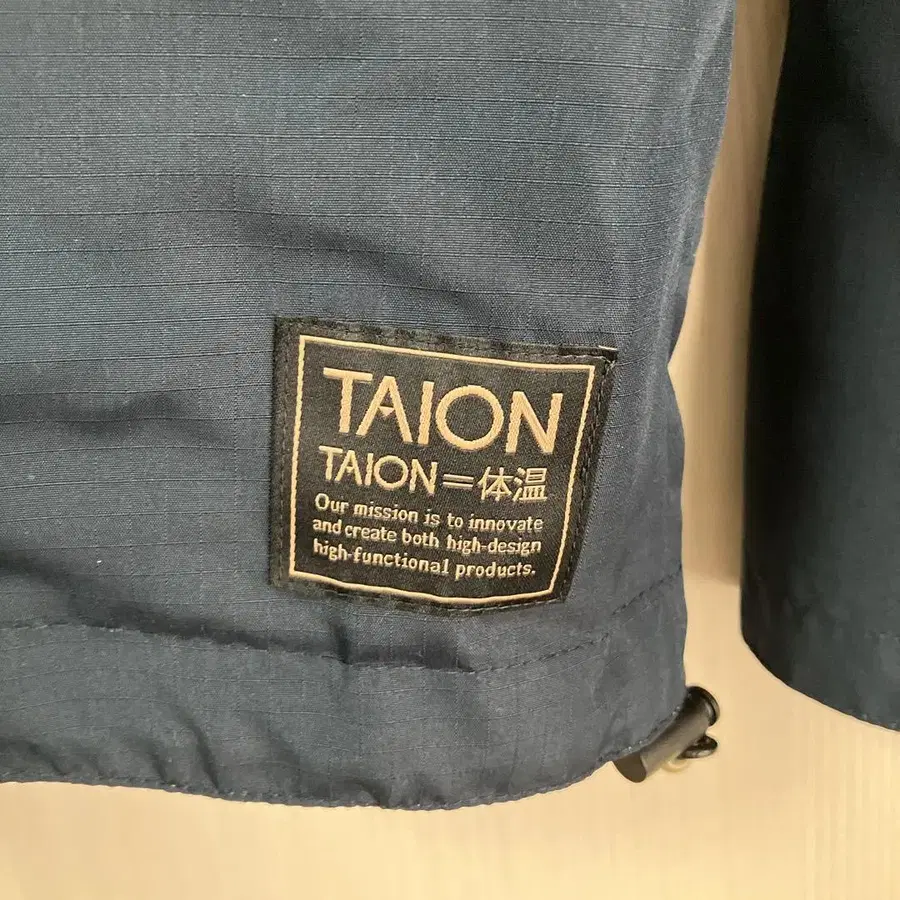 TAION
TAION=体温
Our mission is to innovate
and create both high-design
high-functional products.